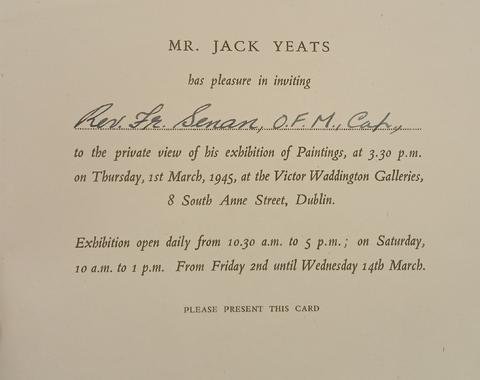 MR. JACK YEATS
has pleasure in inviting
Rev. Fr. Senan, O.F.M., Cap.,
to the private view of his exhibition of Paintings, at 3.30 p.m.
on Thursday, 1st March, 1945, at the Victor Waddington Galleries,
8 South Anne Street, Dublin.
Exhibition open daily from 10.30 a.m. to 5 p.m.; on Saturday,
10 a.m. to 1 p.m. From Friday 2nd until Wednesday 14th March.
PLEASE PRESENT THIS CARD